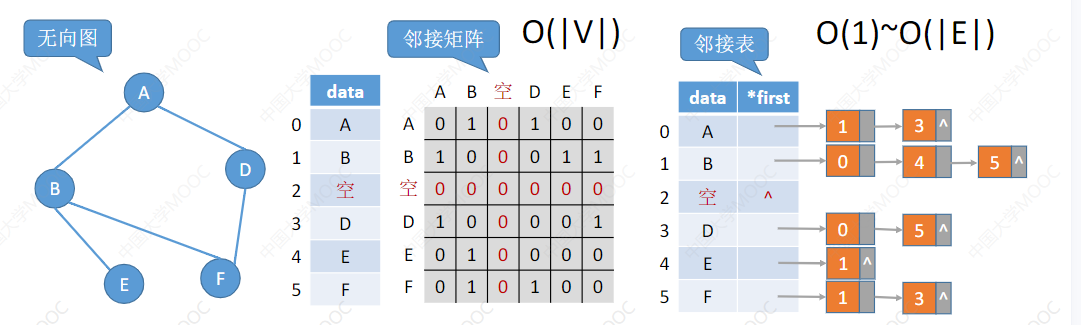 无向图
邻接矩阵
O(|V|)
邻接表
O(1)~O(|E|)
A
B
D
E
F
data
0 A
1 B
2 空
3 D
4 E
5 F
A B 空 D E F
A 0 1 0 1 0 0
B 1 0 0 0 1 1
空 0 0 0 0 0 0
D 1 0 0 0 0 1
E 0 1 0 0 0 0
F 0 1 0 1 0 0
data *first
0 A 1 3 ^
1 B 0 4 5 ^
2 空 ^
3 D 0 5 ^
4 E 1 ^
5 F 1 3 ^
中国大学MOOC